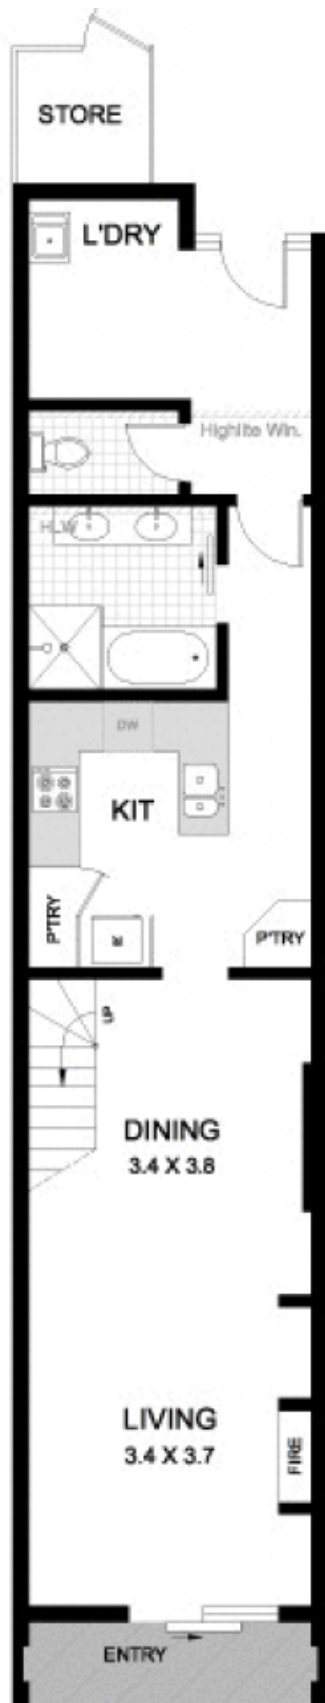 STORE
L'DRY
Highlite Win.
HLW
DW
KIT
P'TRY
P'TRY
UP
DINING
3.4 X 3.8
LIVING
3.4 X 3.7
FIRE
ENTRY